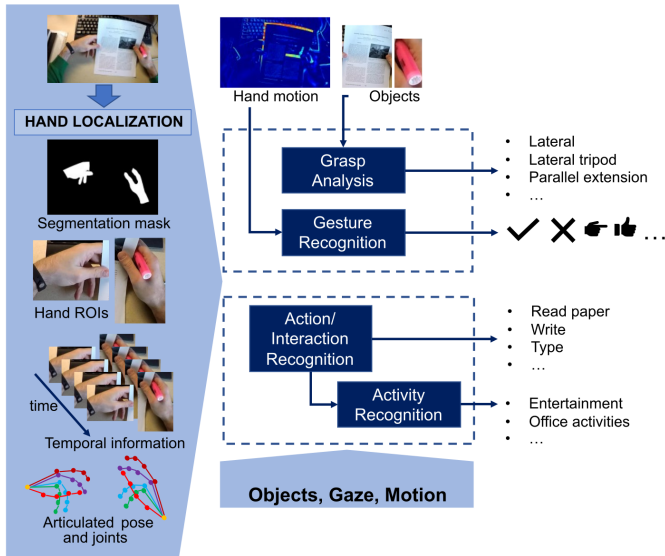 HAND LOCALIZATION
Segmentation mask
Hand ROIs
time
Temporal information
Articulated pose
and joints
Hand motion
Objects
Grasp
Analysis
• Lateral
• Lateral tripod
• Parallel extension
• …
Gesture
Recognition
…
Action/
Interaction
Recognition
• Read paper
• Write
• Type
• …
Activity
Recognition
• Entertainment
• Office activities
• …
Objects, Gaze, Motion